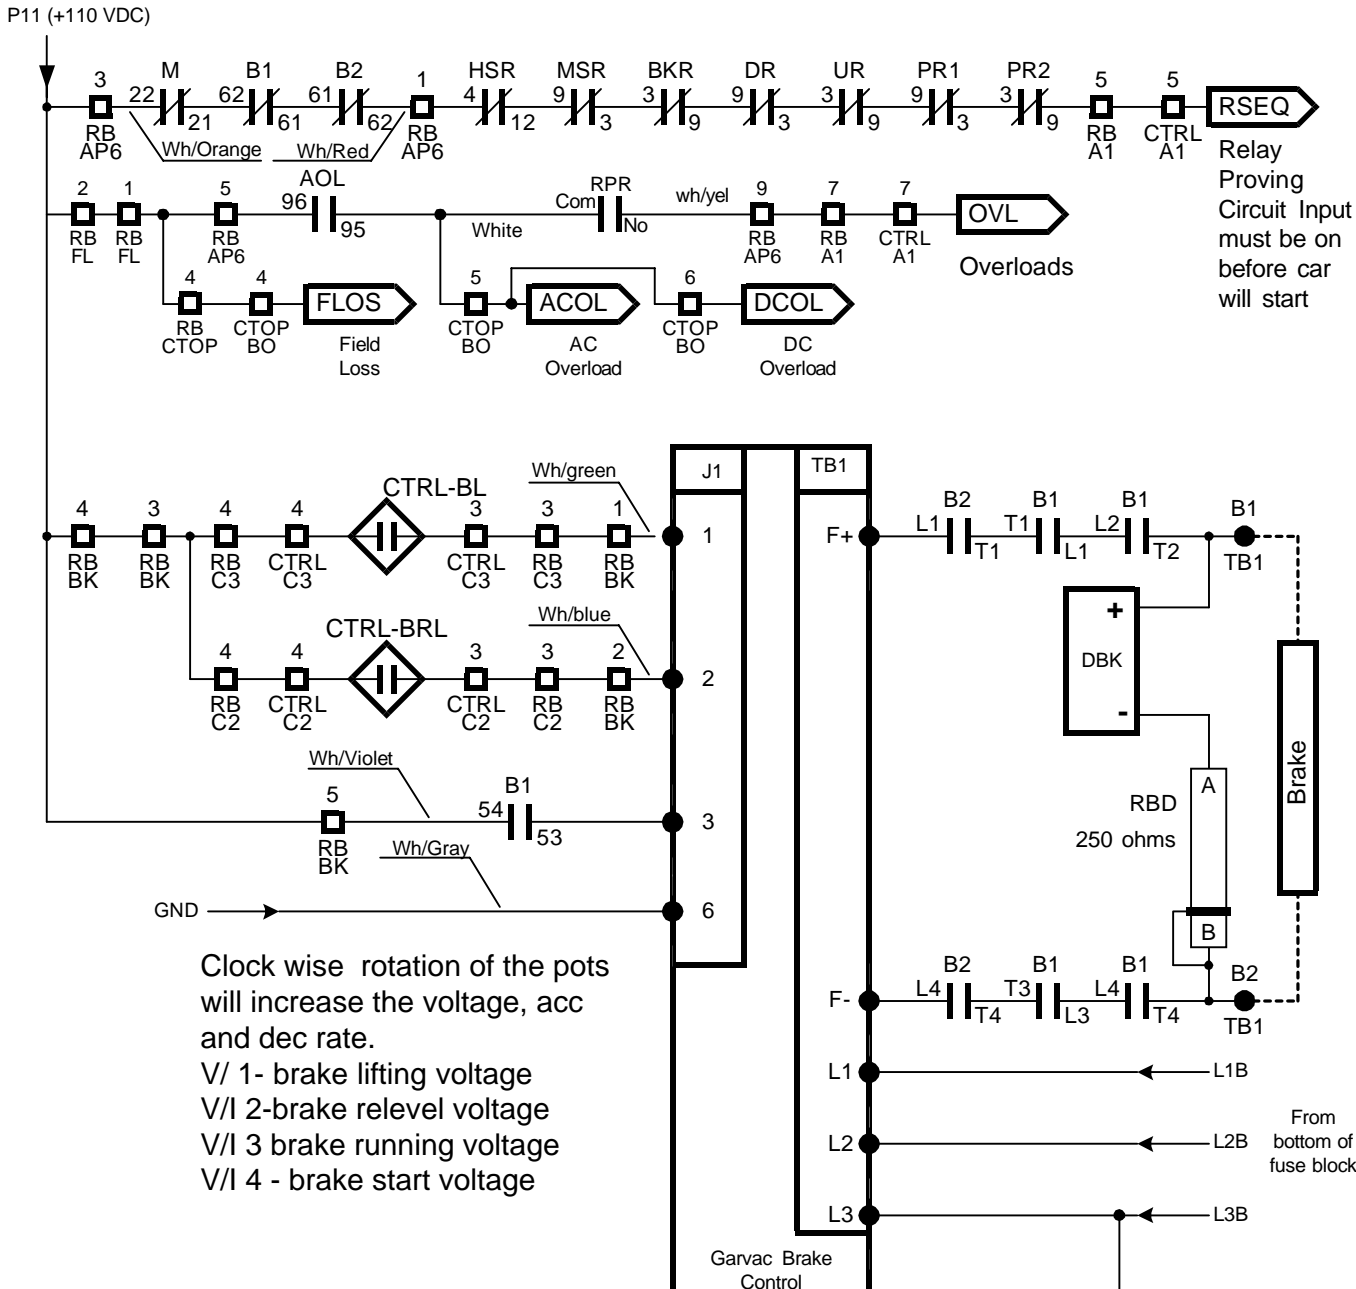 P11 (+110 VDC)
3 M B1 B2 1 HSR MSR BKR DR UR PR1 PR2 5 5
22 62 61 4 9 3 9 3 9 3 RSEQ
21 61 62 12 3 9 3 9 3 9
RB AP6 Wh/Orange Wh/Red RB AP6 RB A1 CTRL A1
Relay
Proving
Circuit Input
must be on
before car
will start
2 1 5 AOL RPR 9 7 7
96 Com wh/yel OVL
95 White No
RB FL RB FL RB AP6 RB AP6 RB A1 CTRL A1
Overloads
4 4 5 6
FLOS ACOL DCOL
RB CTOP CTOP BO CTOP BO CTOP BO
Field
Loss
AC
Overload
DC
Overload
J1 TB1
Wh/green
CTRL-BL
4 3 4 4 3 3 1
1
RB BK RB BK RB C3 CTRL C3 CTRL C3 RB C3 RB BK
B2 B1 B1 B1
F+ L1 T1 L2
T1 L1 T2 TB1
Wh/blue
CTRL-BRL
4 4 3 3 2
2
RB C2 CTRL C2 CTRL C2 RB C2 RB BK
+
DBK
-
Brake
Wh/Violet
5 B1
54 3
53
RB BK
A
RBD
250 ohms
B
Wh/Gray
GND 6
B2 B1 B1 B2
F- L4 T3 L4
T4 L3 T4 TB1
Clock wise rotation of the pots
will increase the voltage, acc
and dec rate.
V/ 1- brake lifting voltage
V/I 2-brake relevel voltage
V/I 3 brake running voltage
V/I 4 - brake start voltage
L1 L1B
L2 L2B
L3 L3B
From
bottom of
fuse block
Garvac Brake
Control